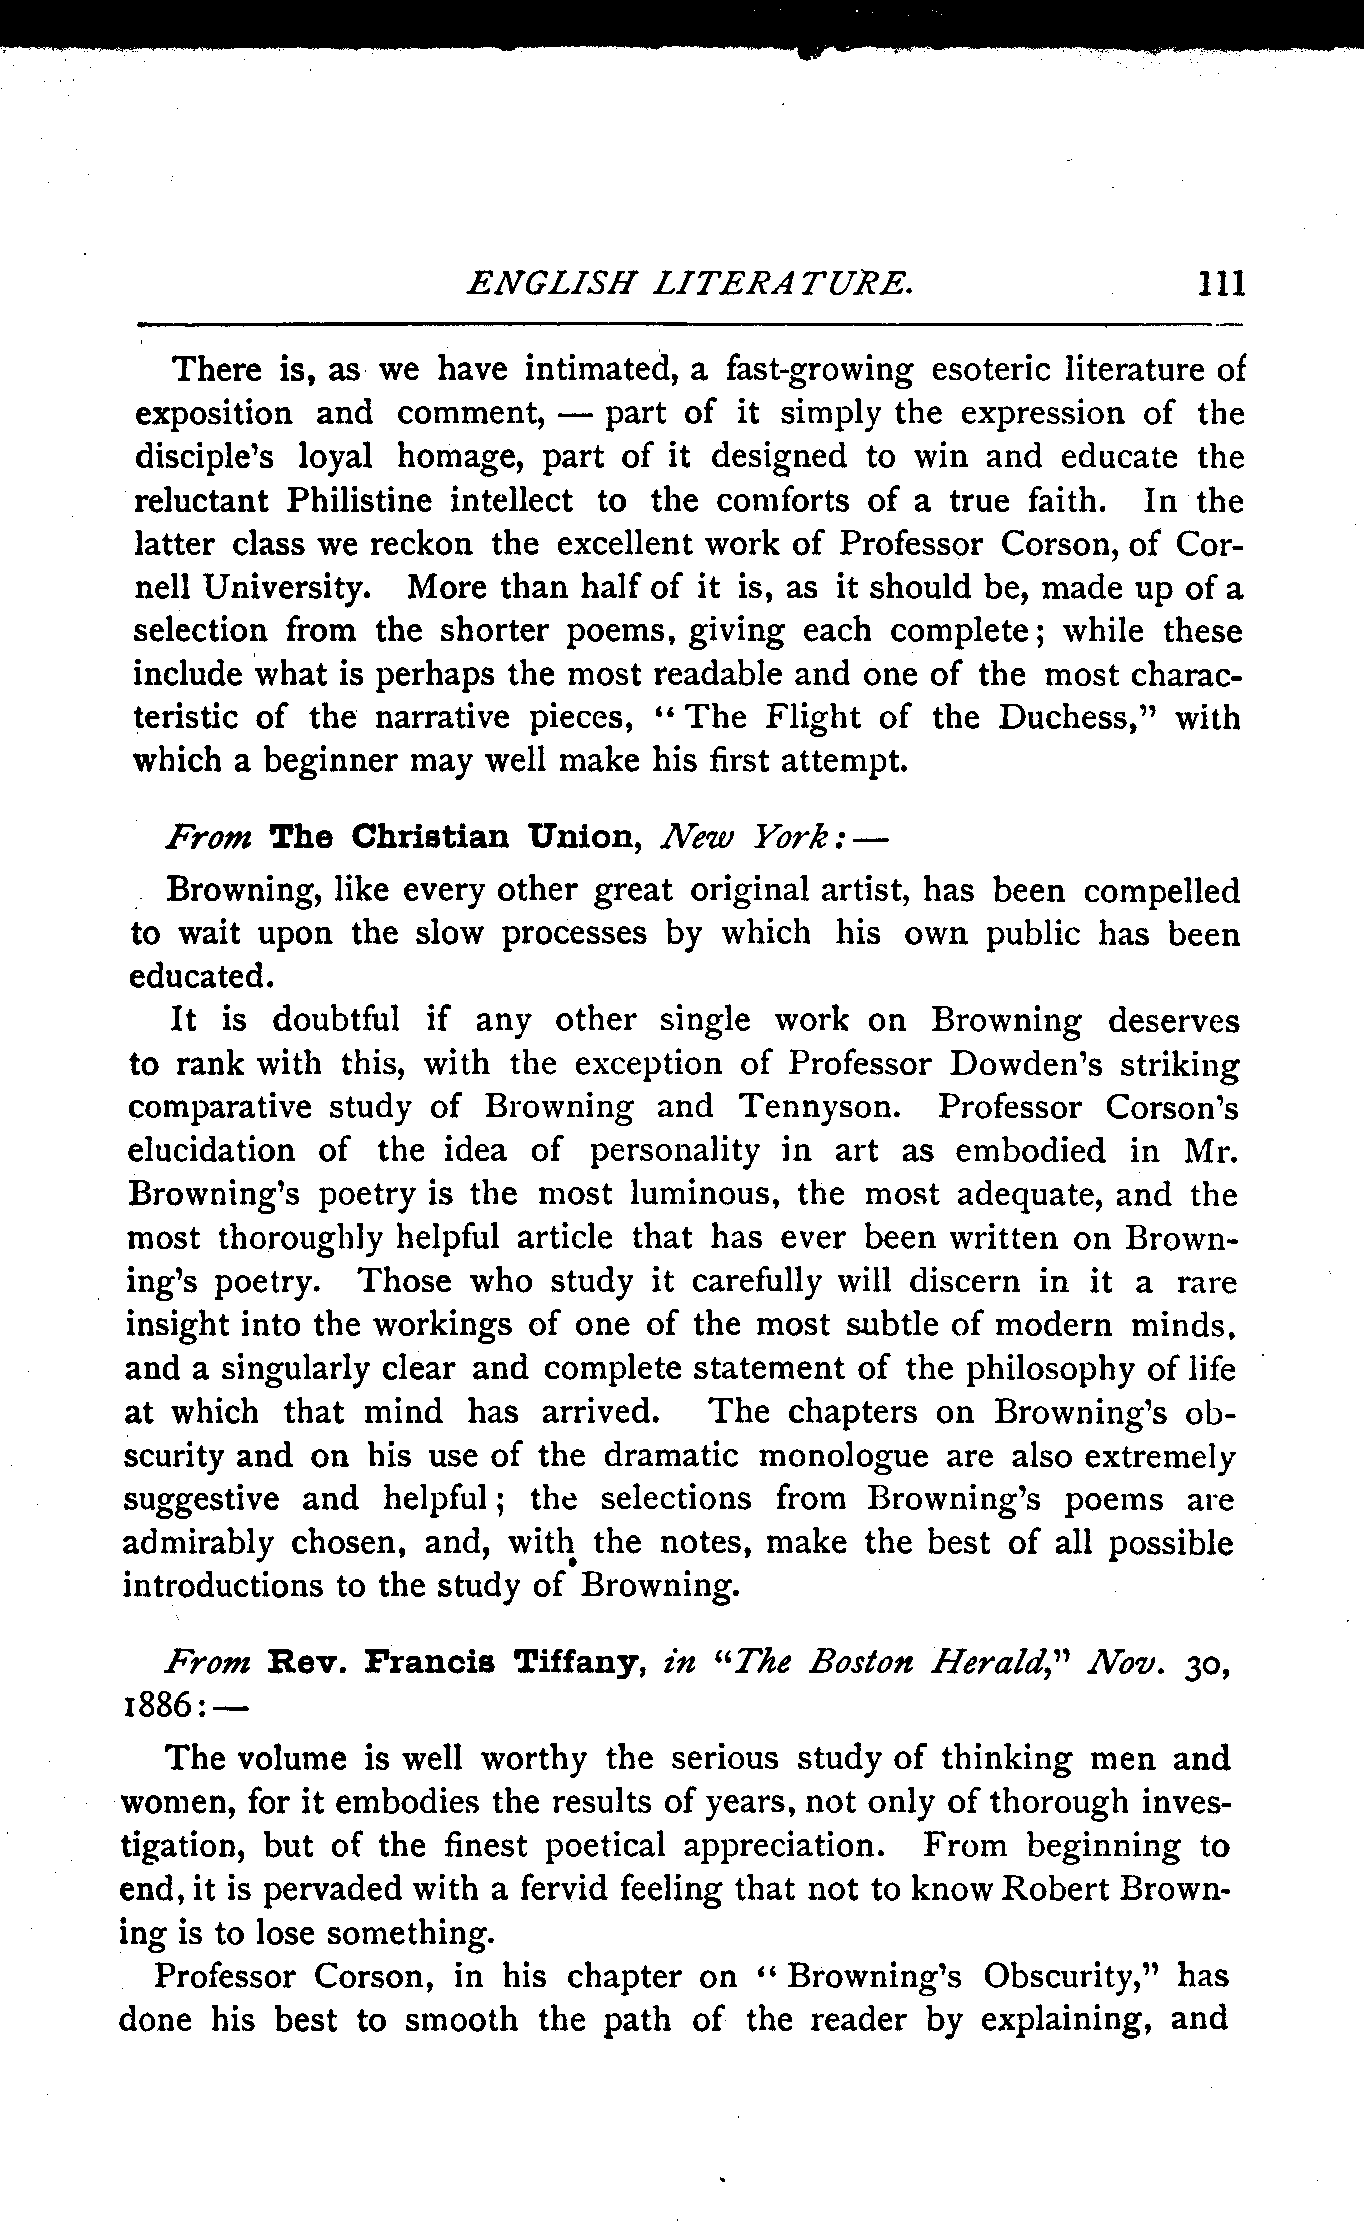 ENGLISH LITERATURE. 111
There is, as we have intimated, a fast-growing esoteric literature of
exposition and comment, — part of it simply the expression of the
disciple's loyal homage, part of it designed to win and educate the
reluctant Philistine intellect to the comforts of a true faith. In the
latter class we reckon the excellent work of Professor Corson, of Cor-
nell University. More than half of it is, as it should be, made up of a
selection from the shorter poems, giving each complete; while these
include what is perhaps the most readable and one of the most charac-
teristic of the narrative pieces, "The Flight of the Duchess," with
which a beginner may well make his first attempt.
From The Christian Union, New York: —
Browning, like every other great original artist, has been compelled
to wait upon the slow processes by which his own public has been
educated.
It is doubtful if any other single work on Browning deserves
to rank with this, with the exception of Professor Dowden's striking
comparative study of Browning and Tennyson. Professor Corson's
elucidation of the idea of personality in art as embodied in Mr.
Browning's poetry is the most luminous, the most adequate, and the
most thoroughly helpful article that has ever been written on Brown-
ing's poetry. Those who study it carefully will discern in it a rare
insight into the workings of one of the most subtle of modern minds,
and a singularly clear and complete statement of the philosophy of life
at which that mind has arrived. The chapters on Browning's ob-
scurity and on his use of the dramatic monologue are also extremely
suggestive and helpful; the selections from Browning's poems are
admirably chosen, and, with the notes, make the best of all possible
introductions to the study of Browning.
From Rev. Francis Tiffany, in "The Boston Herald," Nov. 30,
1886: —
The volume is well worthy the serious study of thinking men and
women, for it embodies the results of years, not only of thorough inves-
tigation, but of the finest poetical appreciation. From beginning to
end, it is pervaded with a fervid feeling that not to know Robert Brown-
ing is to lose something.
Professor Corson, in his chapter on "Browning's Obscurity," has
done his best to smooth the path of the reader by explaining, and